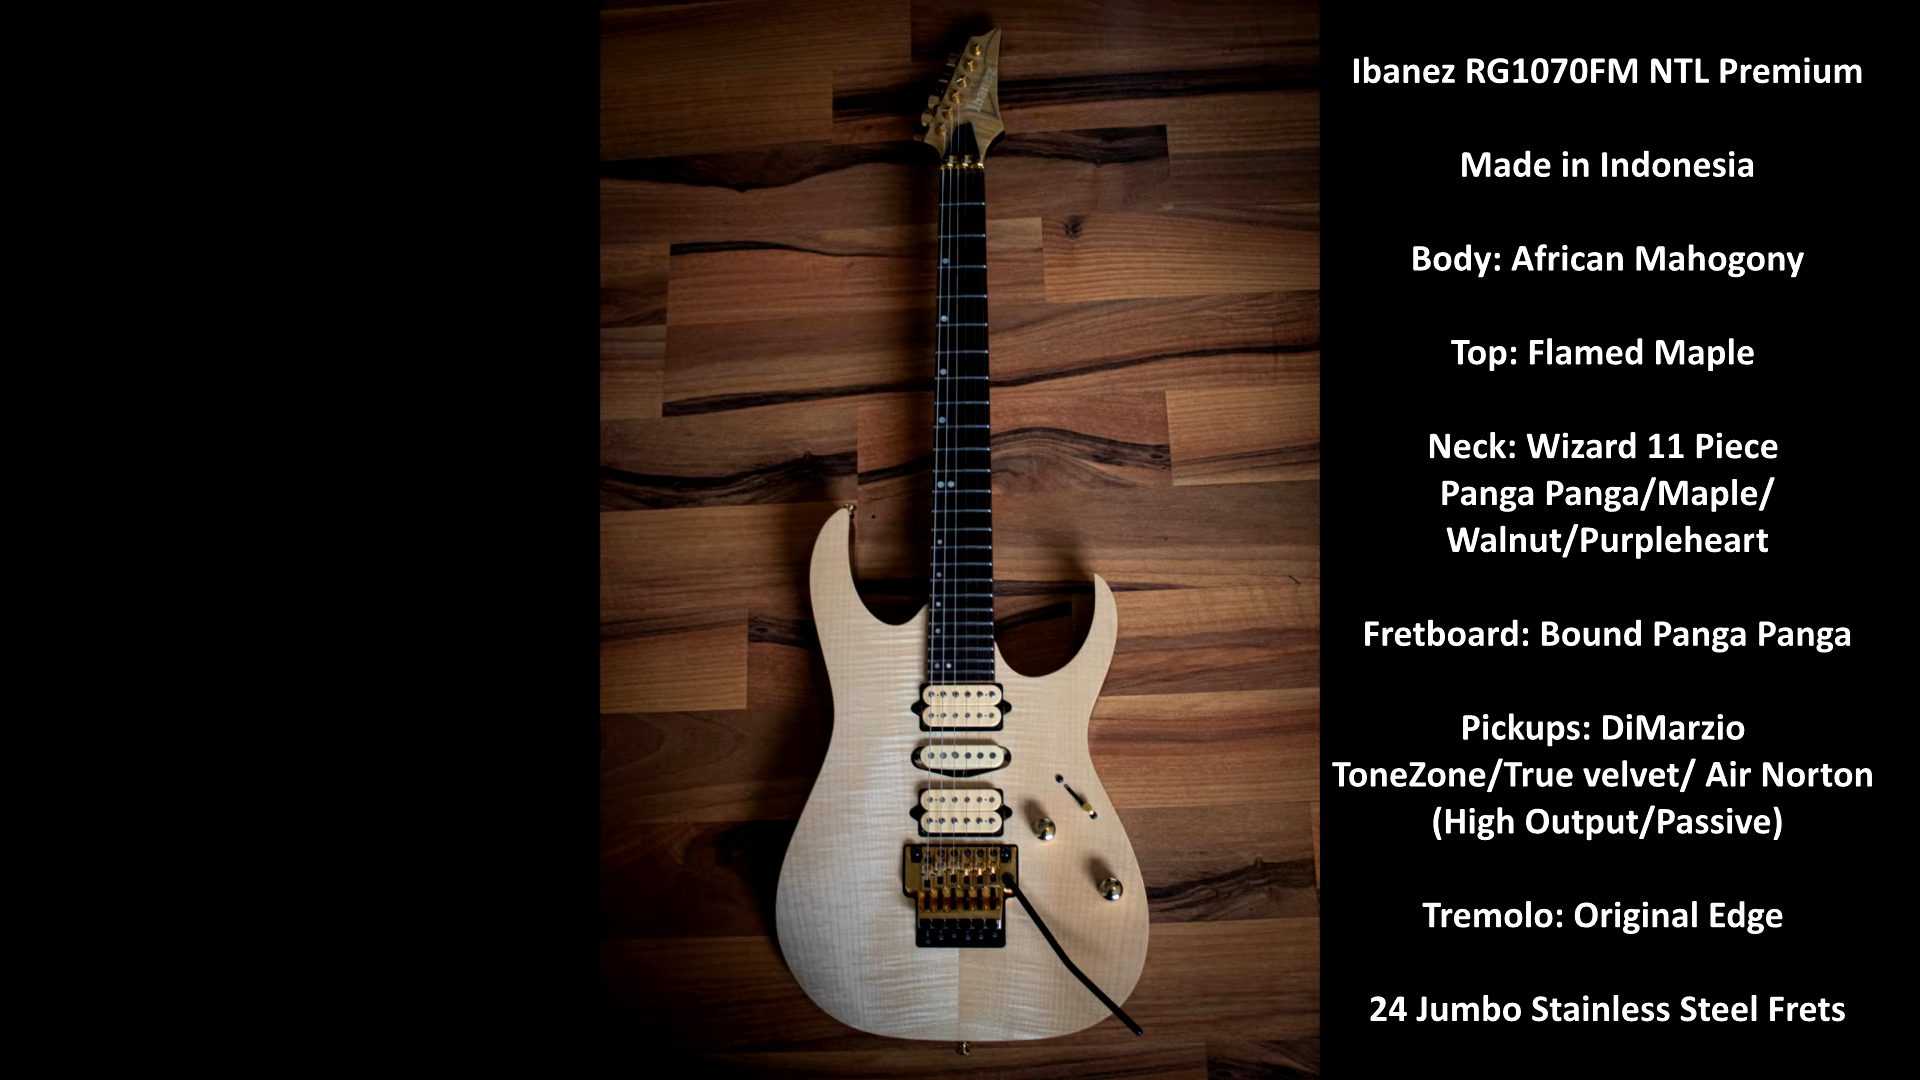 Ibanez
Ibanez RG1070FM NTL Premium
Made in Indonesia
Body: African Mahogony
Top: Flamed Maple
Neck: Wizard 11 Piece
Panga Panga/Maple/
Walnut/Purpleheart
Fretboard: Bound Panga Panga
Pickups: DiMarzio
ToneZone/True velvet/ Air Norton
(High Output/Passive)
Tremolo: Original Edge
24 Jumbo Stainless Steel Frets